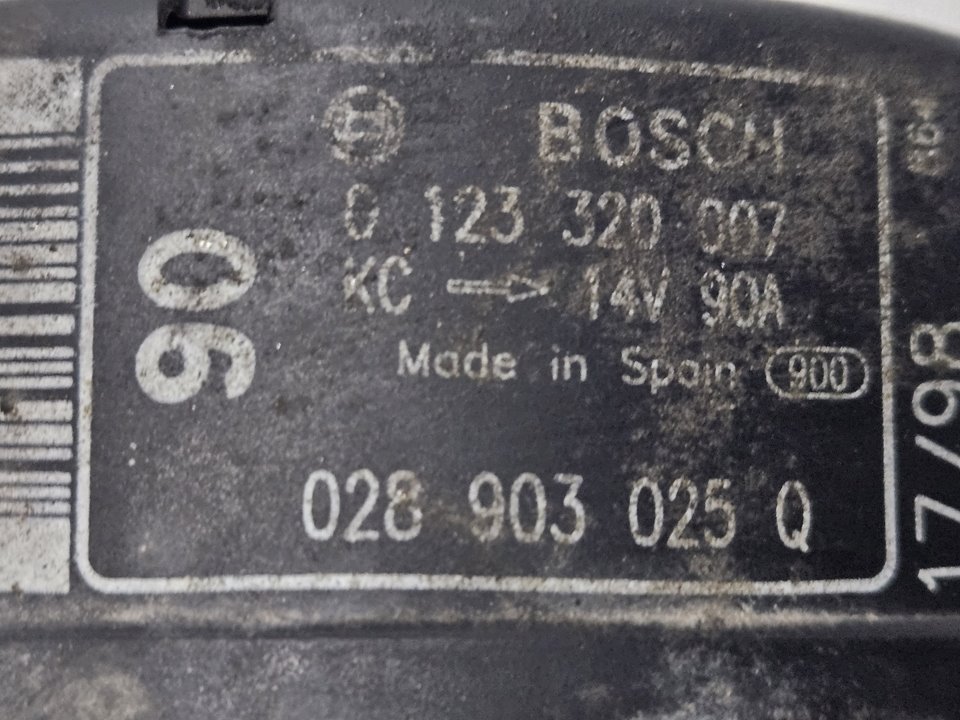 BOSCH
0 123 320 007
KC → 14V 90A
Made in Spain 900
028 903 025 Q
90
17/98